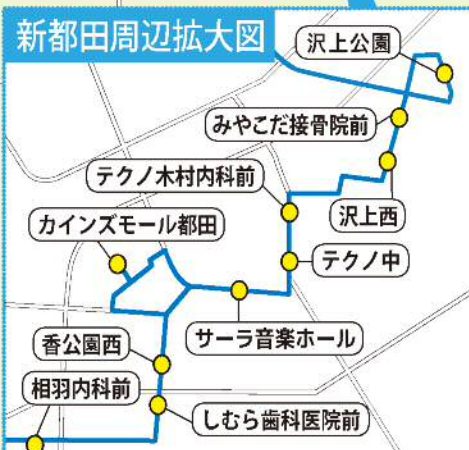 新都田周辺拡大図
沢上公園
みやこだ接骨院前
テクノ木村内科前
沢上西
カインズモール都田
テクノ中
サーラ音楽ホール
香公園西
相羽内科前
しむら歯科医院前